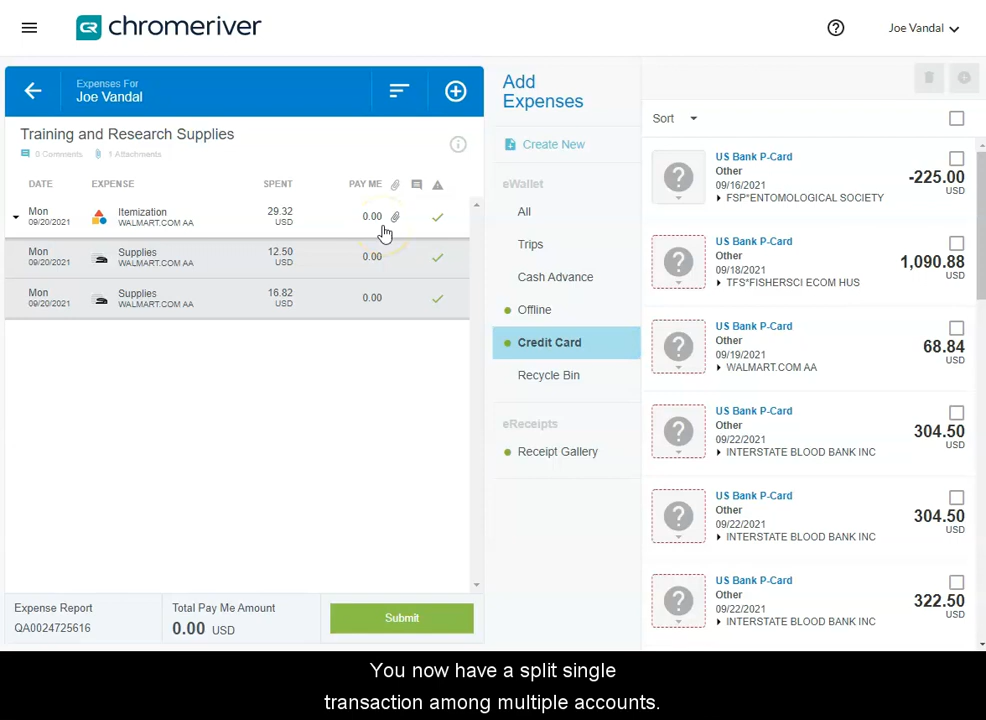 CR chromeriver
Joe Vandal
Expenses For
Joe Vandal
Training and Research Supplies
0 Comments 1 Attachments
DATE EXPENSE SPENT PAY ME
Mon
09/20/2021
Itemization
WALMART.COM AA
29.32
USD
0.00
Mon
09/20/2021
Supplies
WALMART.COM AA
12.50
USD
0.00
Mon
09/20/2021
Supplies
WALMART.COM AA
16.82
USD
0.00
Expense Report
QA0024725616
Total Pay Me Amount
0.00 USD
Submit
Add
Expenses
Create New
eWallet
All
Trips
Cash Advance
Offline
Credit Card
Recycle Bin
eReceipts
Receipt Gallery
Sort
US Bank P-Card
Other
09/16/2021
FSP*ENTOMOLOGICAL SOCIETY
-225.00
USD
US Bank P-Card
Other
09/18/2021
TFS*FISHERSCI ECOM HUS
1,090.88
USD
US Bank P-Card
Other
09/19/2021
WALMART.COM AA
68.84
USD
US Bank P-Card
Other
09/22/2021
INTERSTATE BLOOD BANK INC
304.50
USD
US Bank P-Card
Other
09/22/2021
INTERSTATE BLOOD BANK INC
304.50
USD
US Bank P-Card
Other
09/22/2021
INTERSTATE BLOOD BANK INC
322.50
USD
You now have a split single
transaction among multiple accounts.